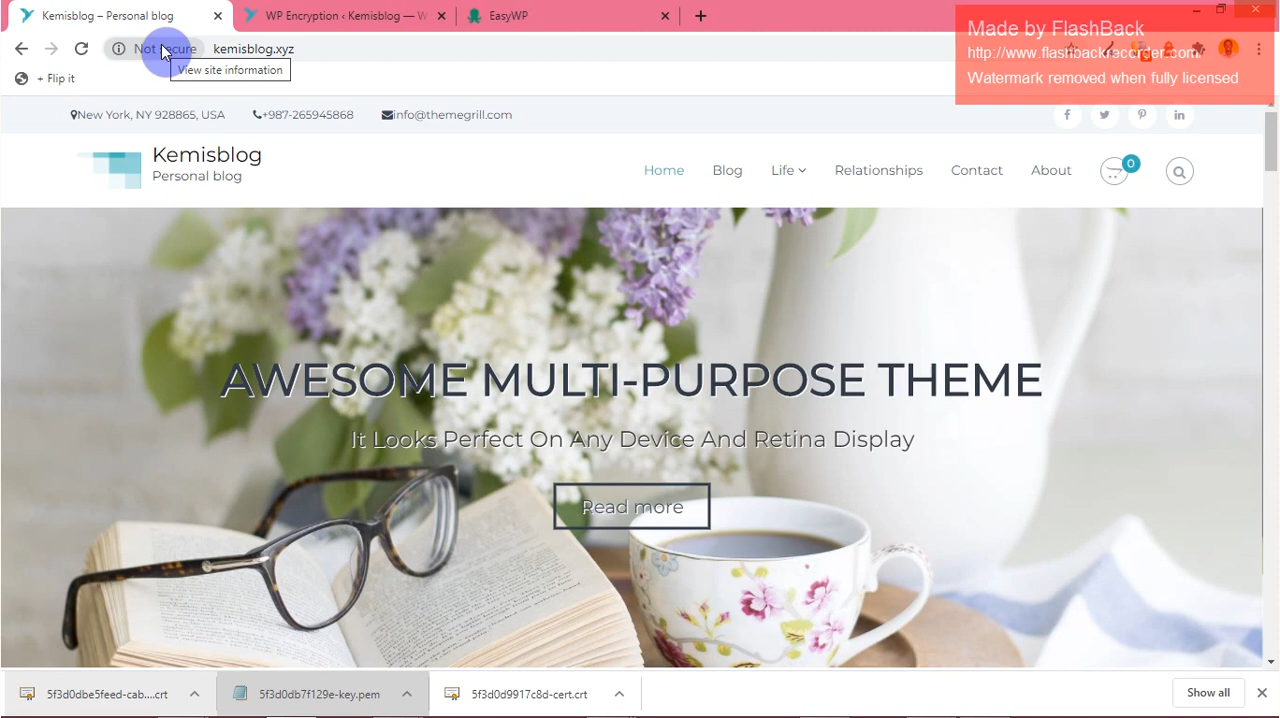 Kemisblog – Personal blog
WP Encryption ‹ Kemisblog — W
EasyWP
Made by FlashBack
http://www.flashbackrecorder.com/
Watermark removed when fully licensed
Not secure
kemisblog.xyz
View site information
+ Flip it
New York, NY 928865, USA
+987-265945868
info@themegrill.com
Kemisblog
Personal blog
Home
Blog
Life
Relationships
Contact
About
0
AWESOME MULTI-PURPOSE THEME
It Looks Perfect On Any Device And Retina Display
Read more
5f3d0dbe5feed-cab....crt
5f3d0db7f129e-key.pem
5f3d0d9917c8d-cert.crt
Show all